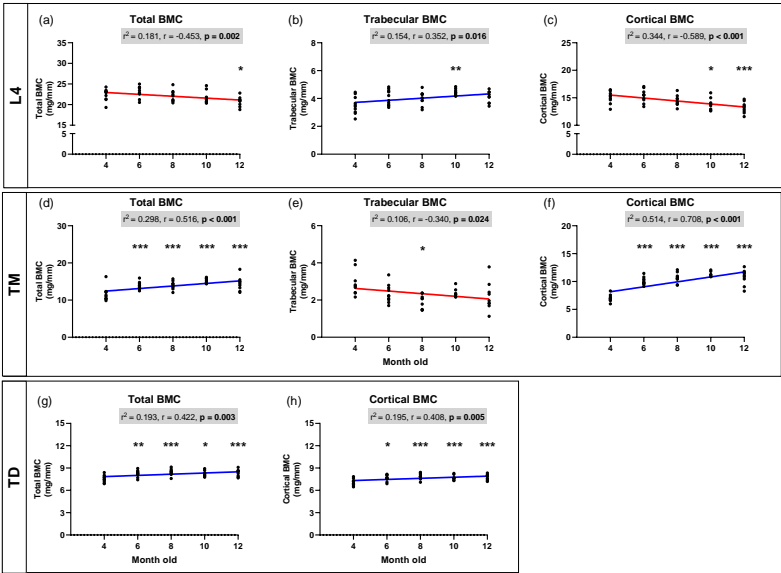 L4
(a)
Total BMC
r² = 0.181, r = -0.453, p = 0.002
*
Total BMC
(mg/mm)
25
35
30
25
20
15
5
0
4 6 8 10 12
(b)
Trabecular BMC
r² = 0.154, r = 0.352, p = 0.016
**
Trabecular BMC
(mg/mm)
8
6
4
2
0
4 6 8 10 12
(c)
Cortical BMC
r² = 0.344, r = -0.589, p < 0.001
* ***
Cortical BMC
(mg/mm)
25
20
15
10
5
0
4 6 8 10 12
TM
(d)
Total BMC
r² = 0.298, r = 0.516, p < 0.001
*** *** *** ***
Total BMC
(mg/mm)
30
20
10
0
4 6 8 10 12
(e)
Trabecular BMC
r² = 0.106, r = -0.340, p = 0.024
*
Trabecular BMC
(mg/mm)
6
4
2
0
4 6 8 10 12
Month old
(f)
Cortical BMC
r² = 0.514, r = 0.708, p < 0.001
*** *** *** ***
Cortical BMC
(mg/mm)
20
15
10
5
0
4 6 8 10 12
TD
(g)
Total BMC
r² = 0.193, r = 0.422, p = 0.003
** *** * ***
Total BMC
(mg/mm)
15
12
9
6
3
0
4 6 8 10 12
Month old
(h)
Cortical BMC
r² = 0.195, r = 0.408, p = 0.005
* *** *** ***
Cortical BMC
(mg/mm)
15
12
9
6
3
0
4 6 8 10 12
Month old